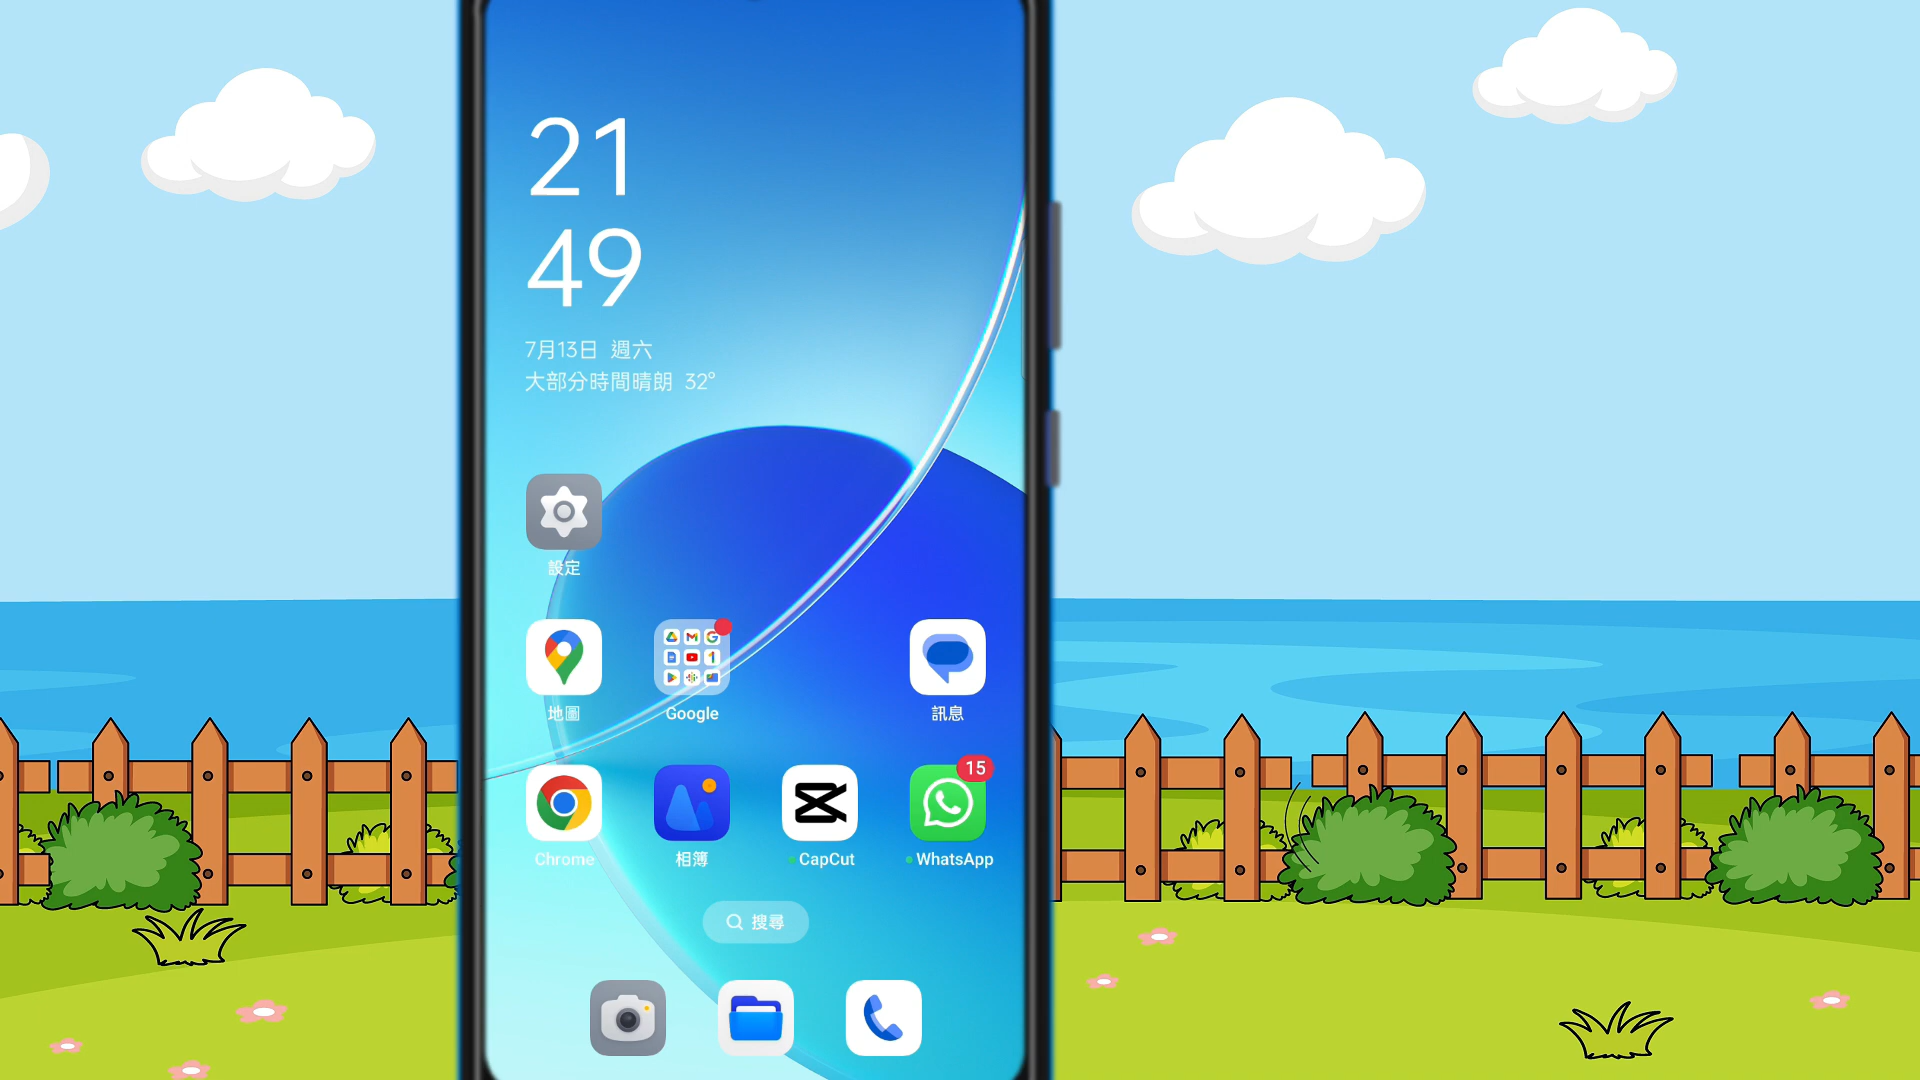 21
49
7月13日 週六
大部分時間晴朗 32°
設定
地圖
Google
訊息
15
Chrome
相簿
CapCut
WhatsApp
搜尋